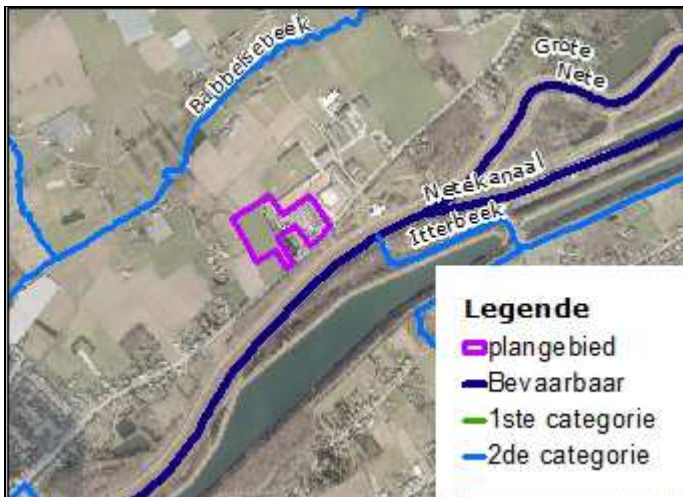 Babbelsebeek
Grote
Nete
Netekanaal
Itterbeek
Legende
plangebied
Bevaarbaar
1ste categorie
2de categorie